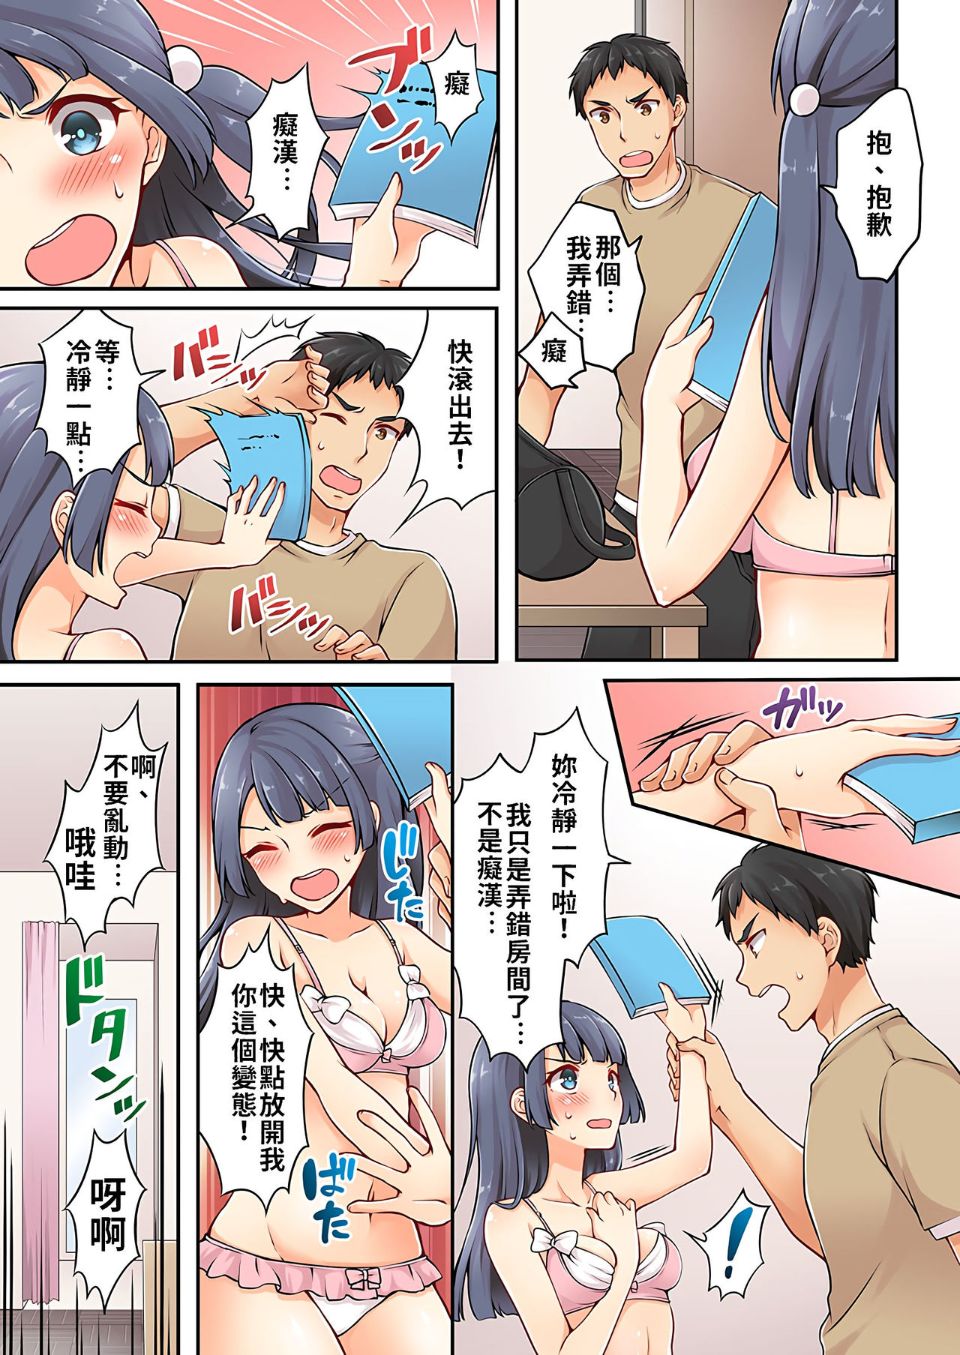 抱、抱歉
那個…
我弄錯…
癡
癡
癡漢…
ブンッ
快滾出去！
等…
冷靜一點…
バシッ
バシッ
ガッ
妳冷靜一下啦！
我只是弄錯房間了…
不是癡漢…
！
じた
快、快點放開我
你這個變態！
ばた
啊、
不要亂動…
哦哇
ドタンッ
呀啊